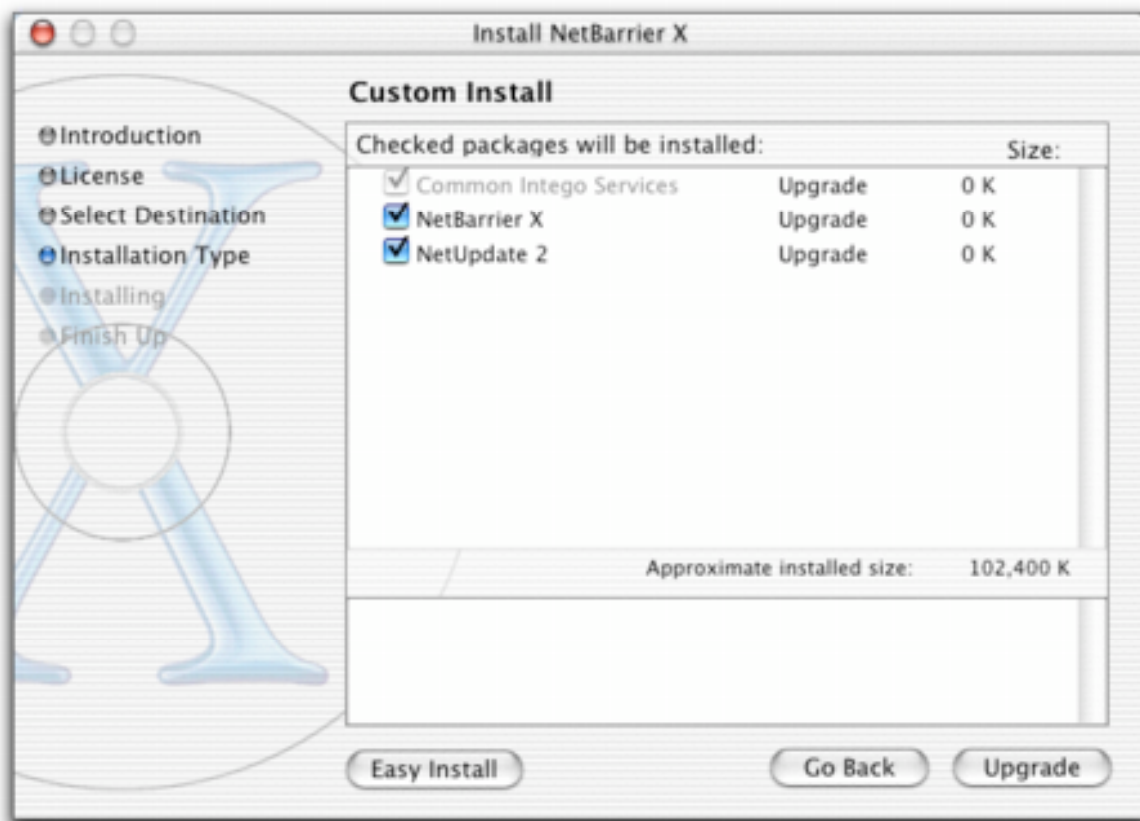 Install NetBarrier X
Custom Install
Introduction
License
Select Destination
Installation Type
Installing
Finish Up
Checked packages will be installed: Size:
Common Intego Services Upgrade 0 K
NetBarrier X Upgrade 0 K
NetUpdate 2 Upgrade 0 K
Approximate installed size: 102,400 K
Easy Install Go Back Upgrade